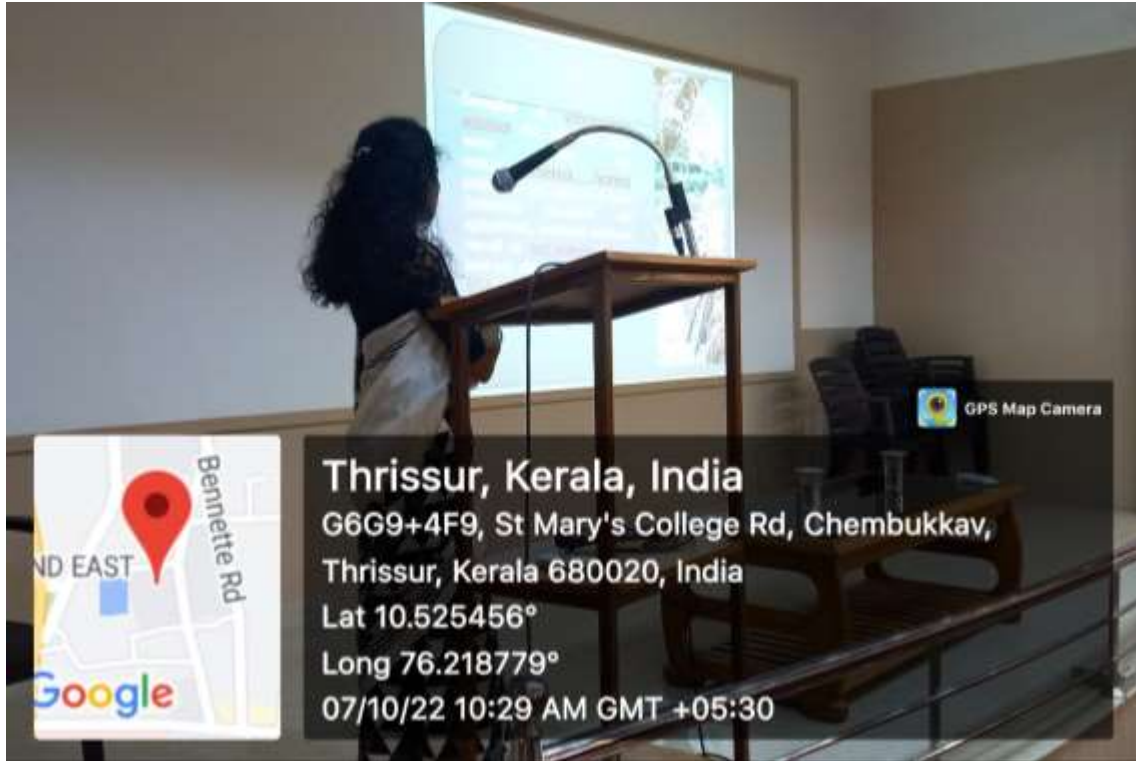 GPS Map Camera
Bennette Rd
ND EAST
Google
Thrissur, Kerala, India
G6G9+4F9, St Mary's College Rd, Chembukkav,
Thrissur, Kerala 680020, India
Lat 10.525456°
Long 76.218779°
07/10/22 10:29 AM GMT +05:30